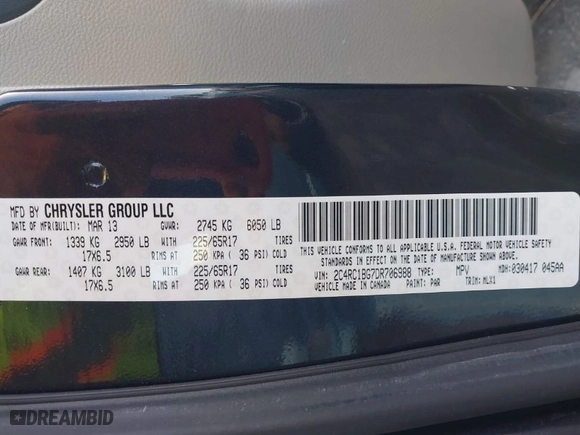 MFD BY CHRYSLER GROUP LLC
DATE OF MFR(BUILT): MAR 13 GVWR: 2745 KG 6050 LB
GAWR FRONT: 1339 KG 2950 LB WITH 225/65R17 TIRES
17X6.5 RIMS AT 250 KPA ( 36 PSI) COLD
GAWR REAR: 1407 KG 3100 LB WITH 225/65R17 TIRES
17X6.5 RIMS AT 250 KPA ( 36 PSI) COLD
THIS VEHICLE CONFORMS TO ALL APPLICABLE U.S.A. FEDERAL MOTOR VEHICLE SAFETY
STANDARDS IN EFFECT ON THE DATE OF MANUFACTURE SHOWN ABOVE.
VIN: 2C4RC1BG7DR706988 TYPE: MPV MDH: 030417 045AA
VEHICLE MADE IN CANADA PAINT: PAR TRIM: MLX1
DREAMBID